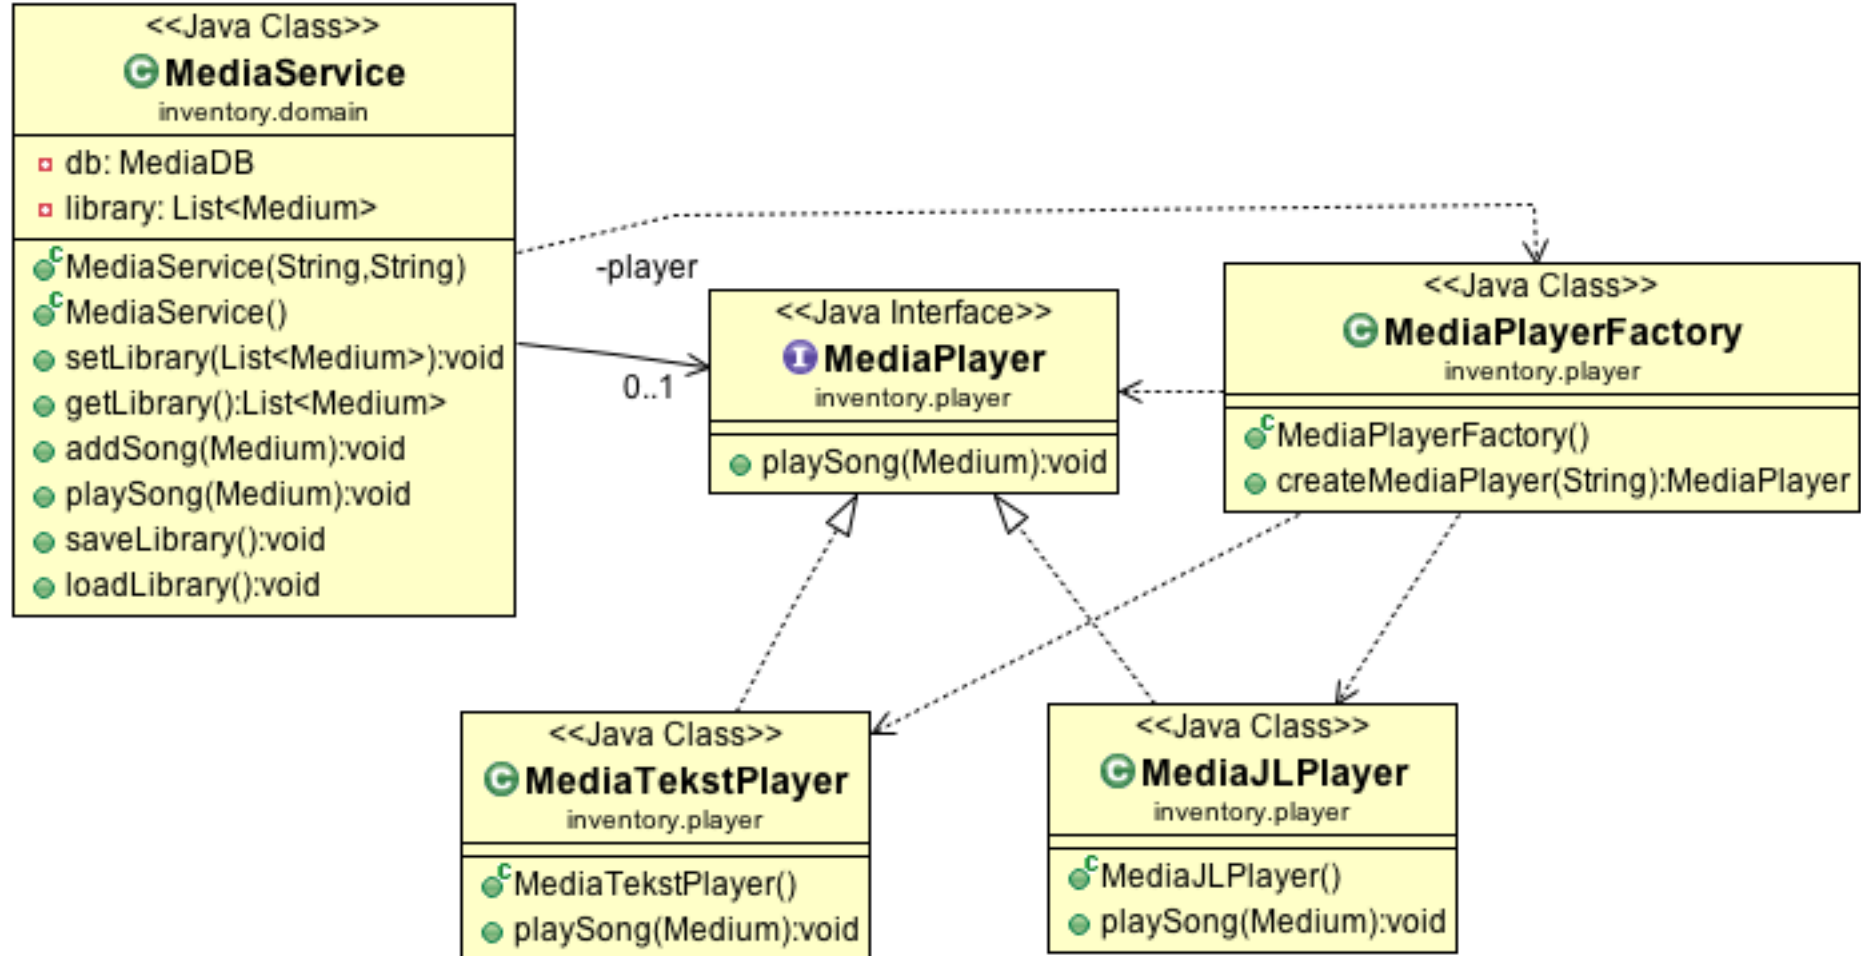 <<Java Class>>
MediaService
inventory.domain
db: MediaDB
library: List<Medium>
MediaService(String,String)
MediaService()
setLibrary(List<Medium>):void
getLibrary():List<Medium>
addSong(Medium):void
playSong(Medium):void
saveLibrary():void
loadLibrary():void
-player
0..1
<<Java Interface>>
MediaPlayer
inventory.player
playSong(Medium):void
<<Java Class>>
MediaPlayerFactory
inventory.player
MediaPlayerFactory()
createMediaPlayer(String):MediaPlayer
<<Java Class>>
MediaTekstPlayer
inventory.player
MediaTekstPlayer()
playSong(Medium):void
<<Java Class>>
MediaJLPlayer
inventory.player
MediaJLPlayer()
playSong(Medium):void